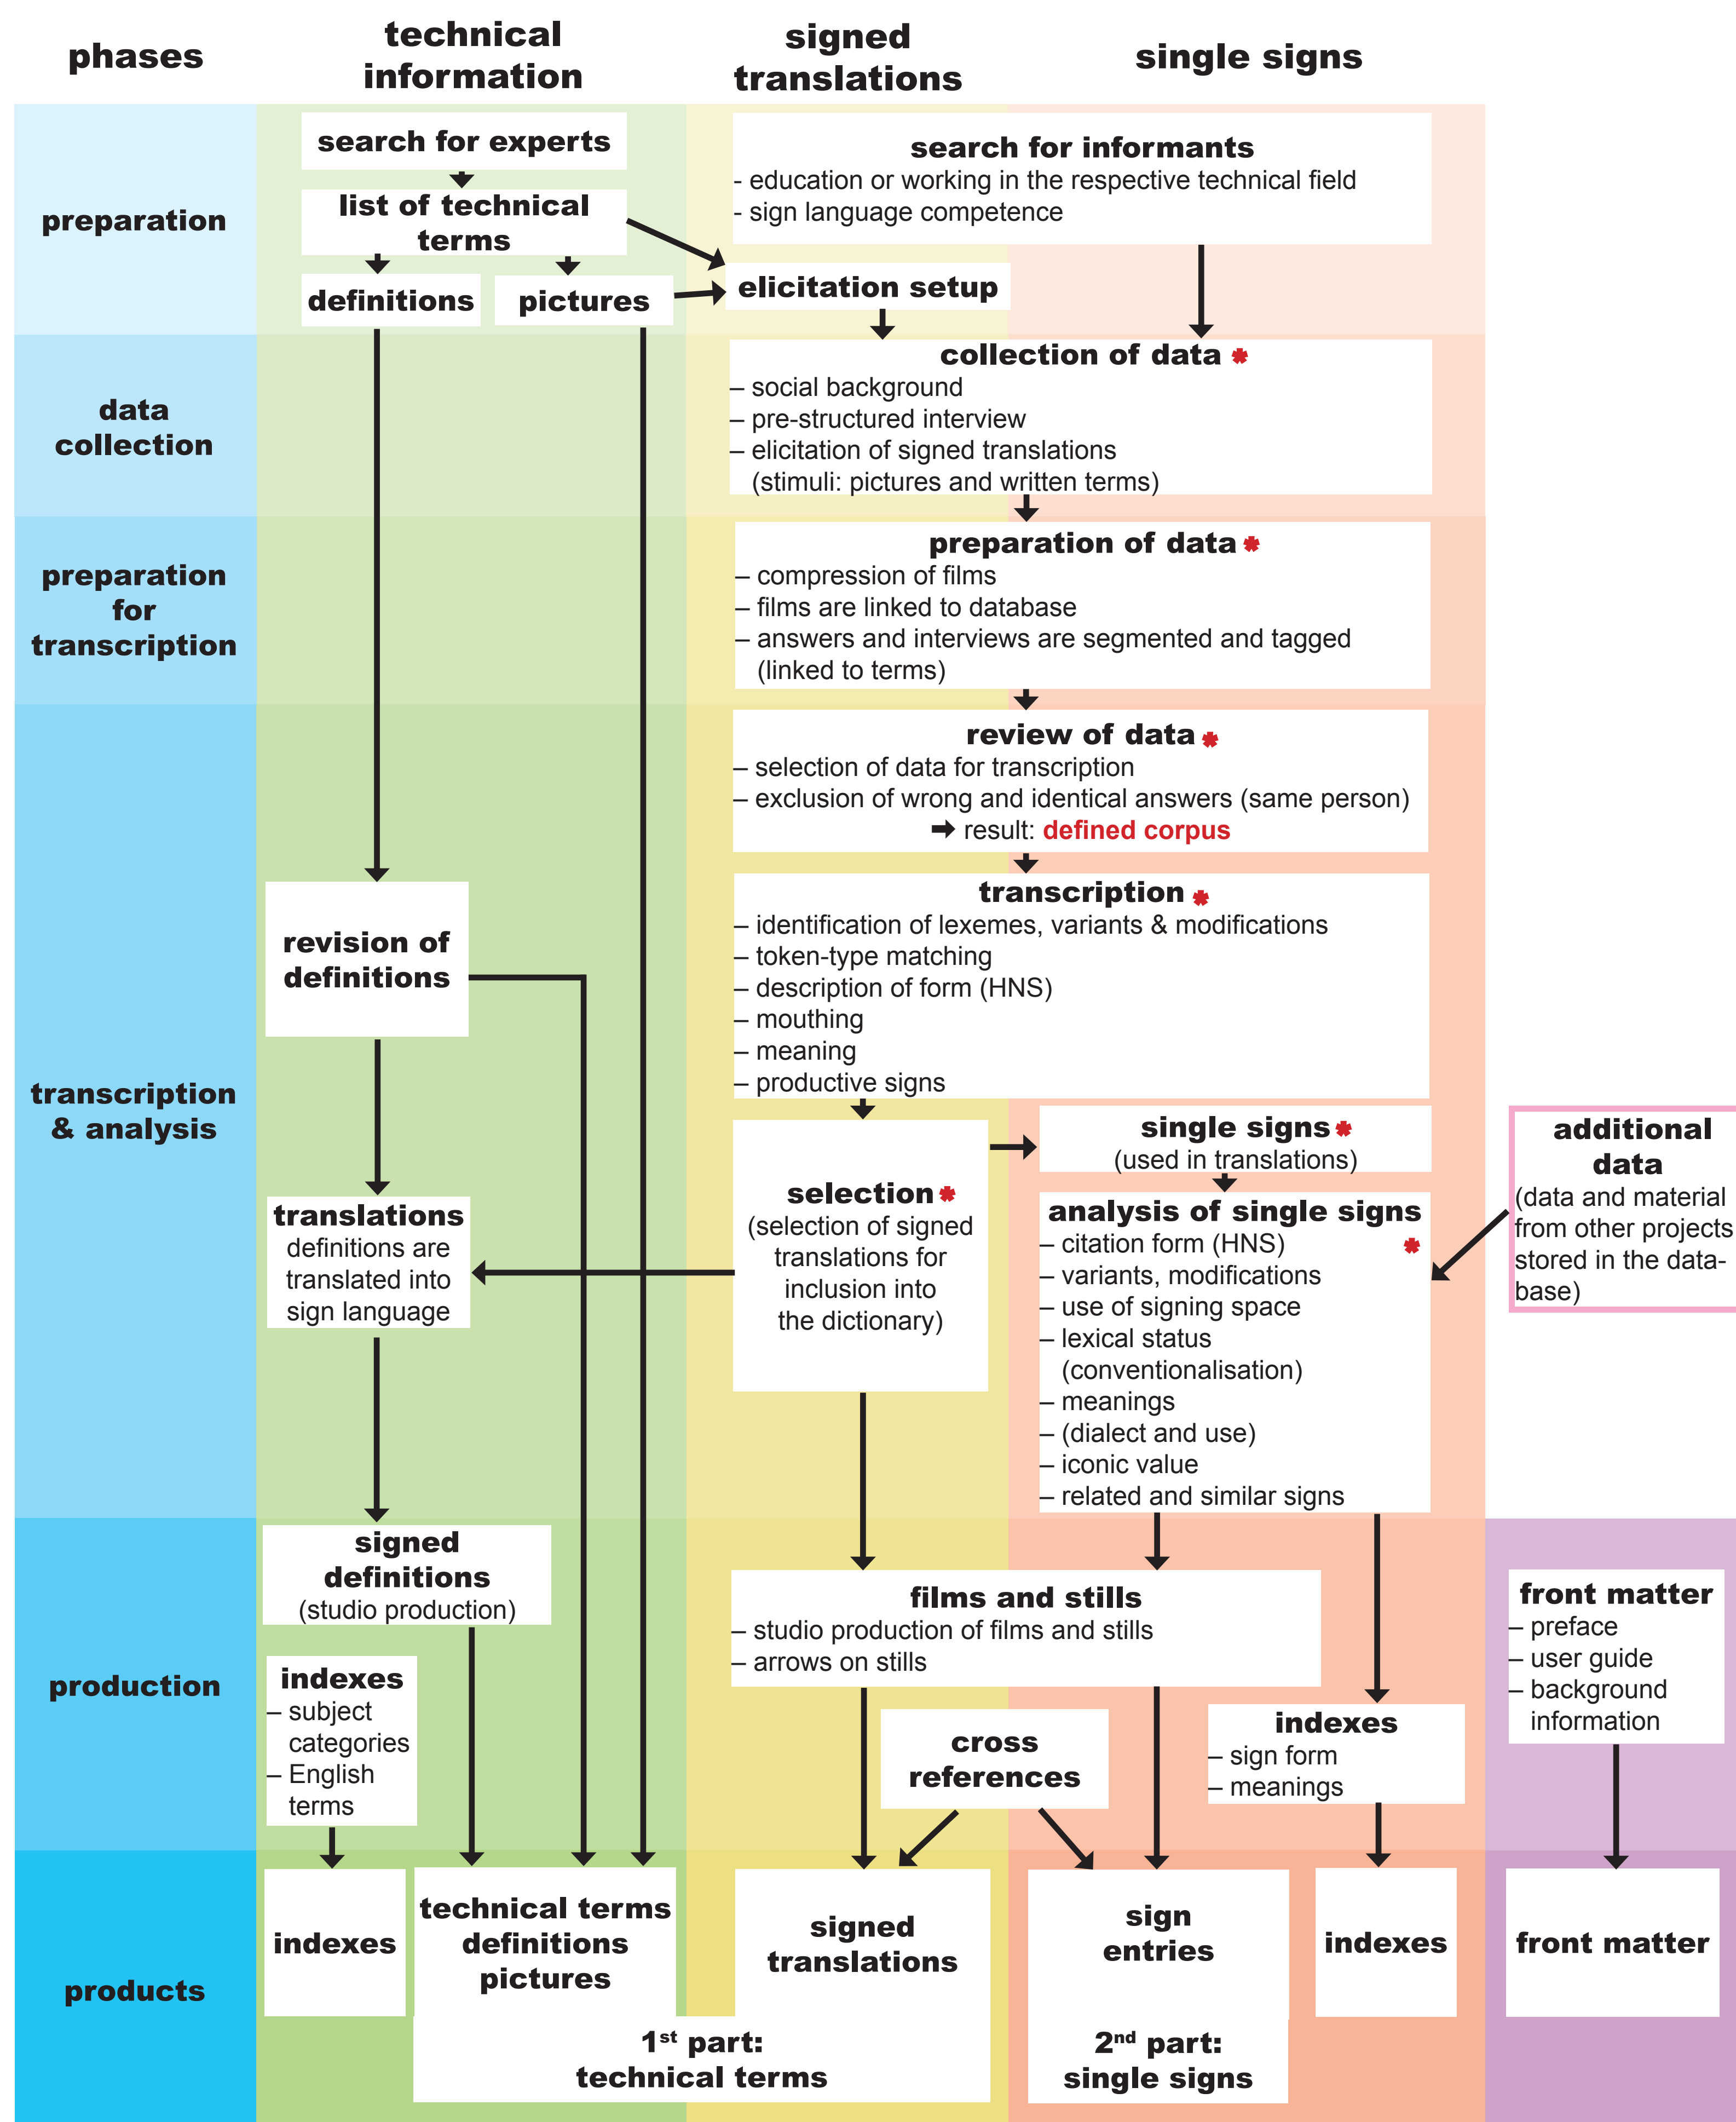 phases
technical
information
signed
translations
single signs
preparation
search for experts
list of technical
terms
definitions
pictures
search for informants
- education or working in the respective technical field
- sign language competence
elicitation setup
data
collection
collection of data *
– social background
– pre-structured interview
– elicitation of signed translations
(stimuli: pictures and written terms)
preparation
for
transcription
preparation of data *
– compression of films
– films are linked to database
– answers and interviews are segmented and tagged
(linked to terms)
transcription
& analysis
review of data *
– selection of data for transcription
– exclusion of wrong and identical answers (same person)
➡ result: defined corpus
revision of
definitions
transcription *
– identification of lexemes, variants & modifications
– token-type matching
– description of form (HNS)
– mouthing
– meaning
– productive signs
translations
definitions are
translated into
sign language
selection *
(selection of signed
translations for
inclusion into
the dictionary)
single signs *
(used in translations)
analysis of single signs
– citation form (HNS) *
– variants, modifications
– use of signing space
– lexical status
(conventionalisation)
– meanings
– (dialect and use)
– iconic value
– related and similar signs
additional
data
(data and material
from other projects
stored in the data-
base)
production
signed
definitions
(studio production)
indexes
– subject
categories
– English
terms
films and stills
– studio production of films and stills
– arrows on stills
cross
references
indexes
– sign form
– meanings
front matter
– preface
– user guide
– background
information
products
indexes
technical terms
definitions
pictures
signed
translations
sign
entries
indexes
front matter
1st part:
technical terms
2nd part:
single signs